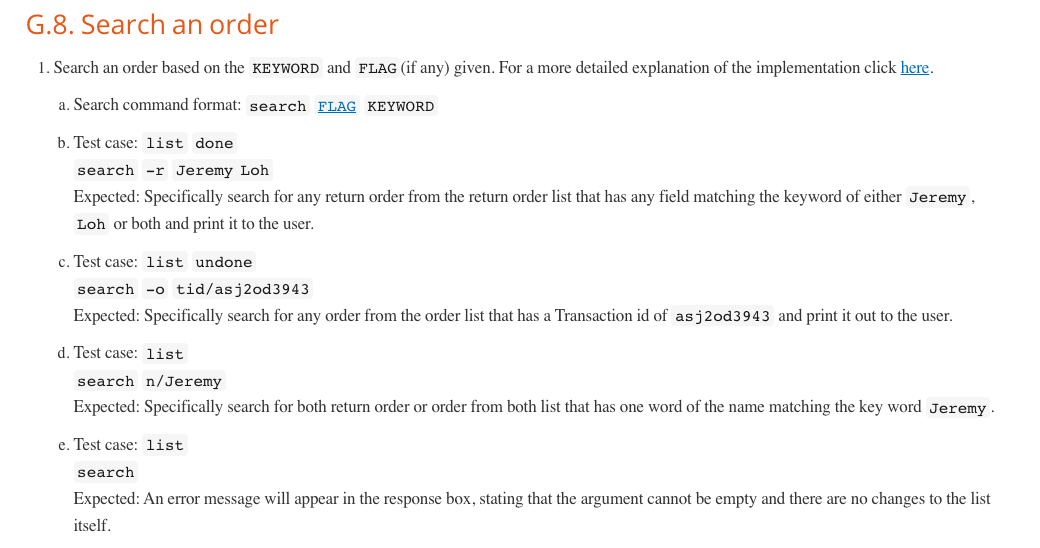 G.8. Search an order
1. Search an order based on the KEYWORD and FLAG (if any) given. For a more detailed explanation of the implementation click here.
a. Search command format: search FLAG KEYWORD
b. Test case: list done
search -r Jeremy Loh
Expected: Specifically search for any return order from the return order list that has any field matching the keyword of either Jeremy ,
Loh or both and print it to the user.
c. Test case: list undone
search -o tid/asj2od3943
Expected: Specifically search for any order from the order list that has a Transaction id of asj2od3943 and print it out to the user.
d. Test case: list
search n/Jeremy
Expected: Specifically search for both return order or order from both list that has one word of the name matching the key word Jeremy .
e. Test case: list
search
Expected: An error message will appear in the response box, stating that the argument cannot be empty and there are no changes to the list
itself.